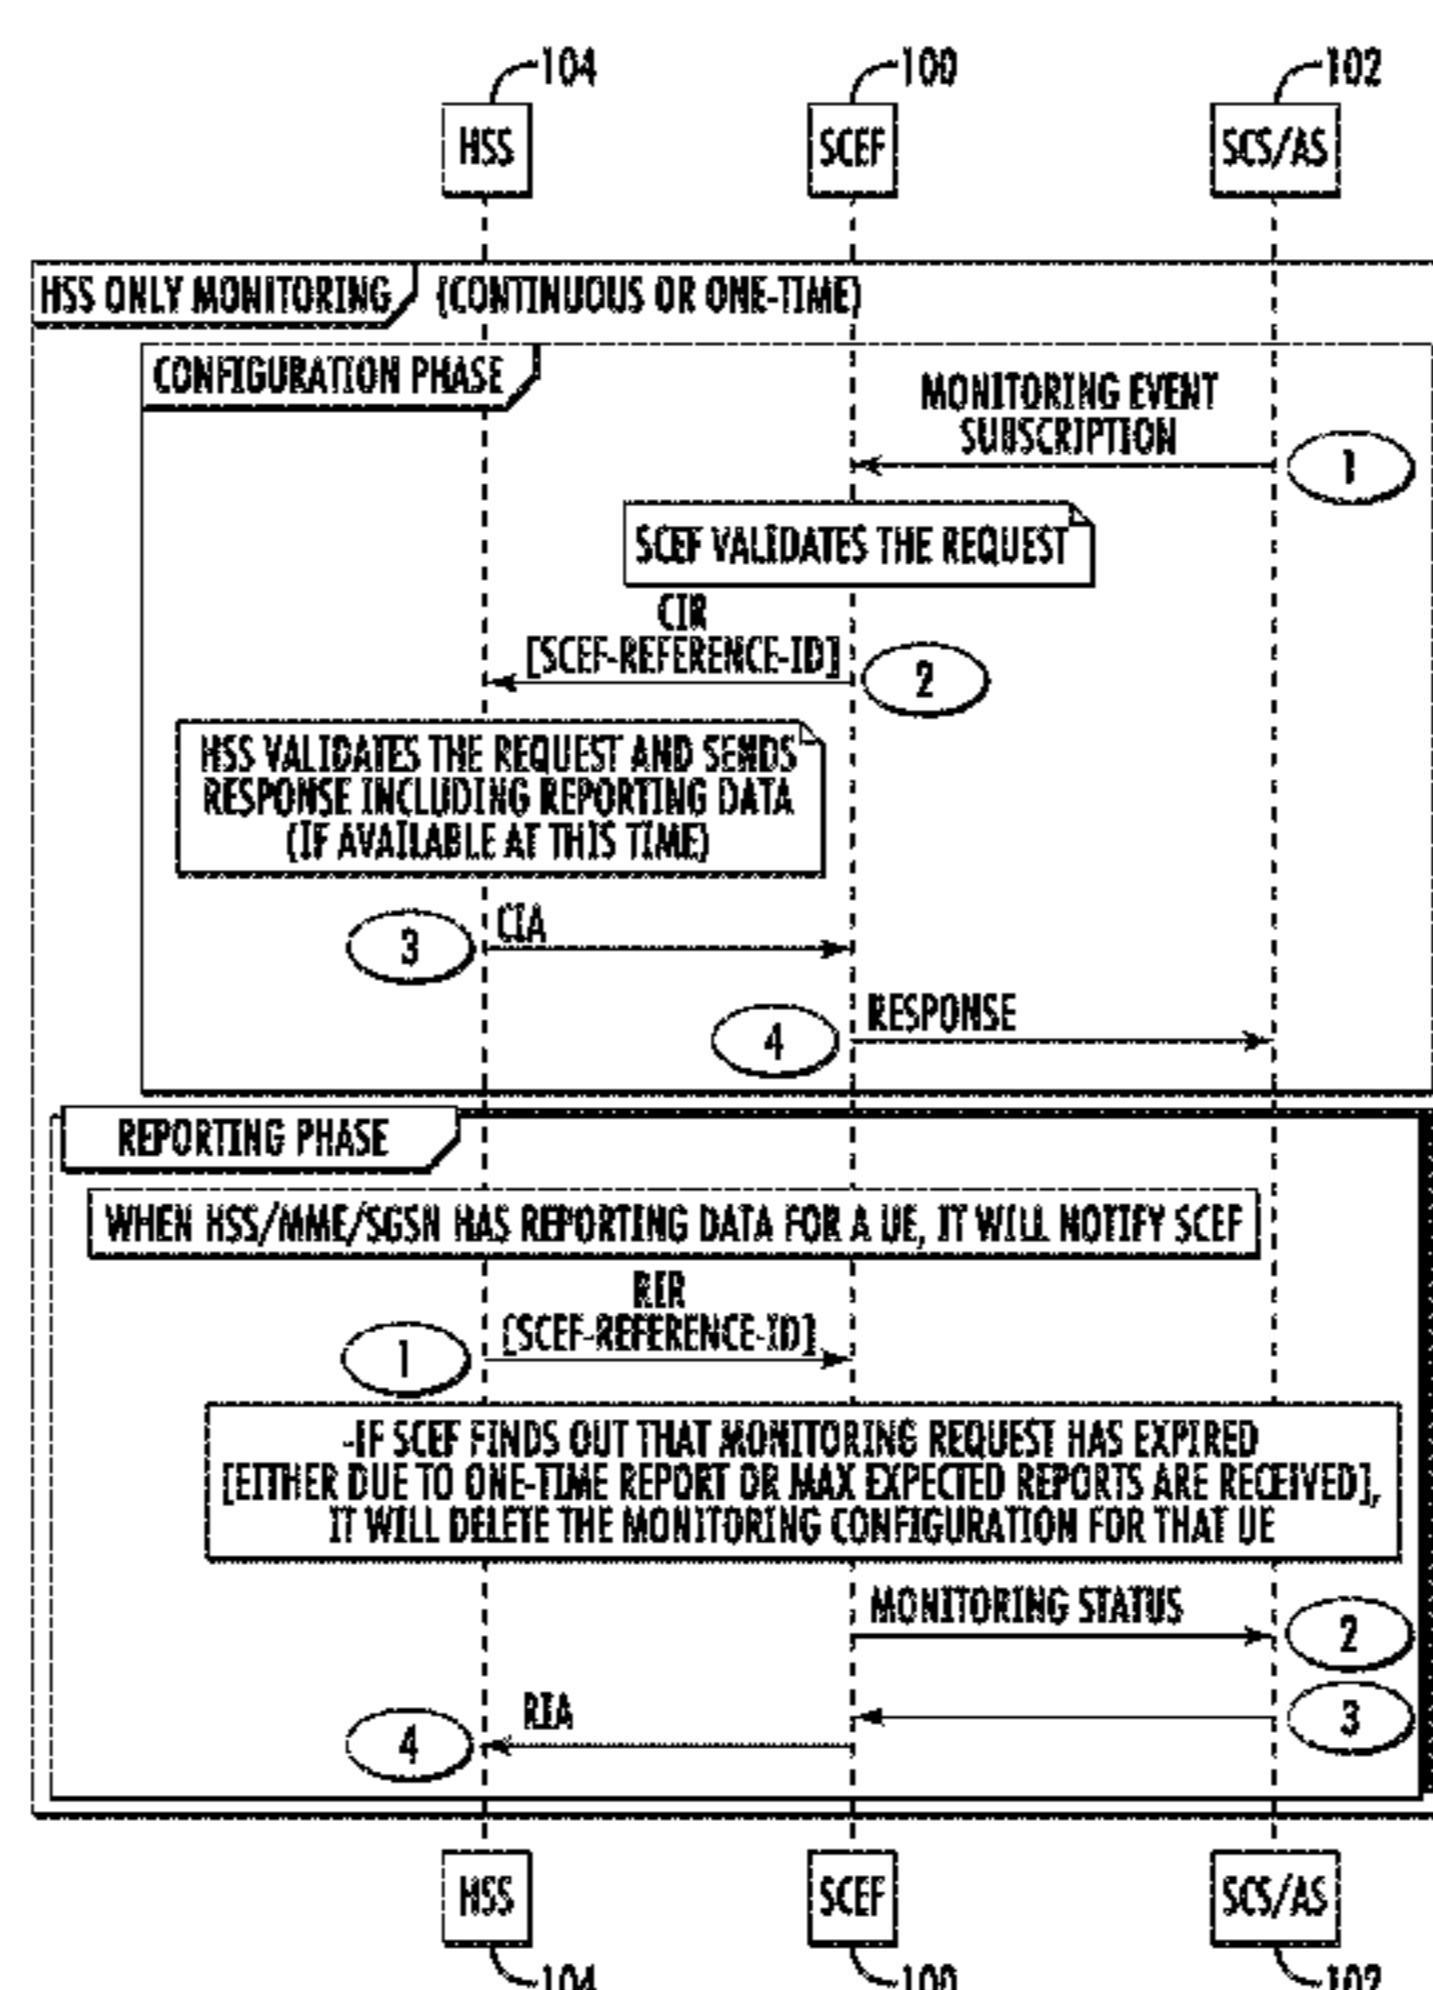 104
100
102
HSS
SCEF
SCS/AS
HSS ONLY MONITORING (CONTINUOUS OR ONE-TIME)
CONFIGURATION PHASE
MONITORING EVENT
SUBSCRIPTION
1
SCEF VALIDATES THE REQUEST
CIR
[SCEF-REFERENCE-ID]
2
HSS VALIDATES THE REQUEST AND SENDS
RESPONSE INCLUDING REPORTING DATA
(IF AVAILABLE AT THIS TIME)
3
CIA
4
RESPONSE
REPORTING PHASE
WHEN HSS/MME/SGSN HAS REPORTING DATA FOR A UE, IT WILL NOTIFY SCEF
RIR
[SCEF-REFERENCE-ID]
1
-IF SCEF FINDS OUT THAT MONITORING REQUEST HAS EXPIRED
[EITHER DUE TO ONE-TIME REPORT OR MAX EXPECTED REPORTS ARE RECEIVED],
IT WILL DELETE THE MONITORING CONFIGURATION FOR THAT UE
MONITORING STATUS
2
3
4
RIA
HSS
SCEF
SCS/AS
104
100
102